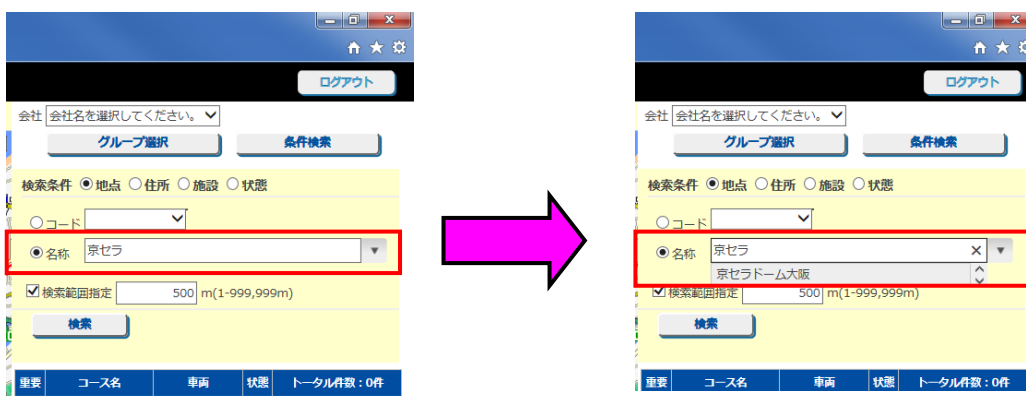 ログアウト
会社 会社名を選択してください。
グループ選択 条件検索
検索条件 地点 住所 施設 状態
コード
名称 京セラ
検索範囲指定 500 m(1-999,999m)
検索
重要 コース名 車両 状態 トータル件数：0件
ログアウト
会社 会社名を選択してください。
グループ選択 条件検索
検索条件 地点 住所 施設 状態
コード
名称 京セラ
京セラドーム大阪
検索範囲指定 500 m(1-999,999m)
検索
重要 コース名 車両 状態 トータル件数：0件